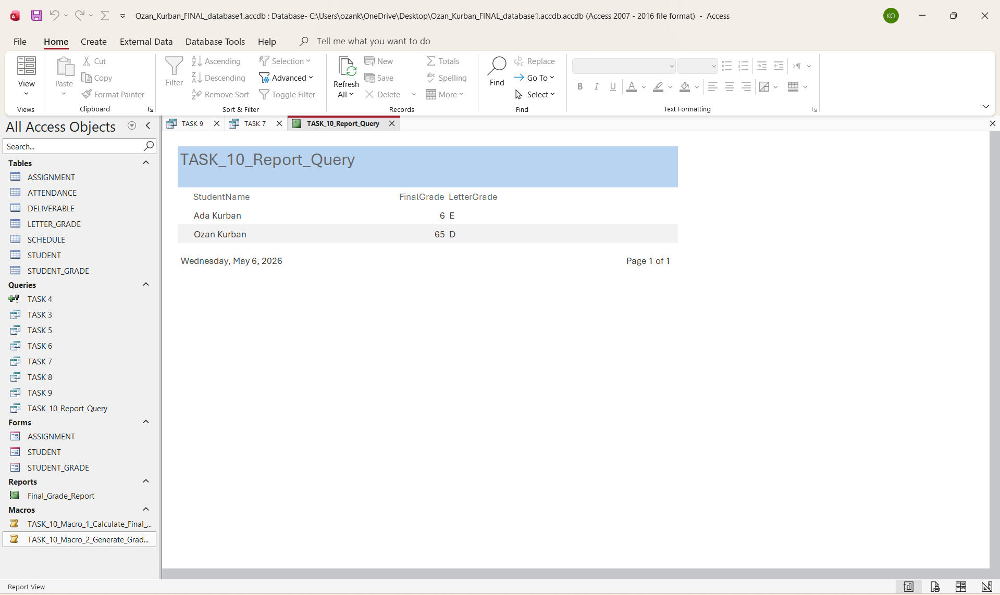 Ozan_Kurban_FINAL_database1.accdb : Database- C:\Users\ozank\OneDrive\Desktop\Ozan_Kurban_FINAL_database1.accdb.accdb (Access 2007 - 2016 file format) - Access
KO
File Home Create External Data Database Tools Help Tell me what you want to do
View
Views
Paste
Cut
Copy
Format Painter
Clipboard
Filter
Ascending
Descending
Remove Sort
Selection
Advanced
Toggle Filter
Sort & Filter
Refresh All
New
Save
Delete
Totals
Spelling
More
Records
Find
Replace
Go To
Select
Find
B I U A
Text Formatting
All Access Objects
Search...
Tables
ASSIGNMENT
ATTENDANCE
DELIVERABLE
LETTER_GRADE
SCHEDULE
STUDENT
STUDENT_GRADE
Queries
TASK 4
TASK 3
TASK 5
TASK 6
TASK 7
TASK 8
TASK 9
TASK_10_Report_Query
Forms
ASSIGNMENT
STUDENT
STUDENT_GRADE
Reports
Final_Grade_Report
Macros
TASK_10_Macro_1_Calculate_Final_...
TASK_10_Macro_2_Generate_Grad...
TASK 9 TASK 7 TASK_10_Report_Query
TASK_10_Report_Query
StudentName FinalGrade LetterGrade
Ada Kurban 6 E
Ozan Kurban 65 D
Wednesday, May 6, 2026 Page 1 of 1
Report View